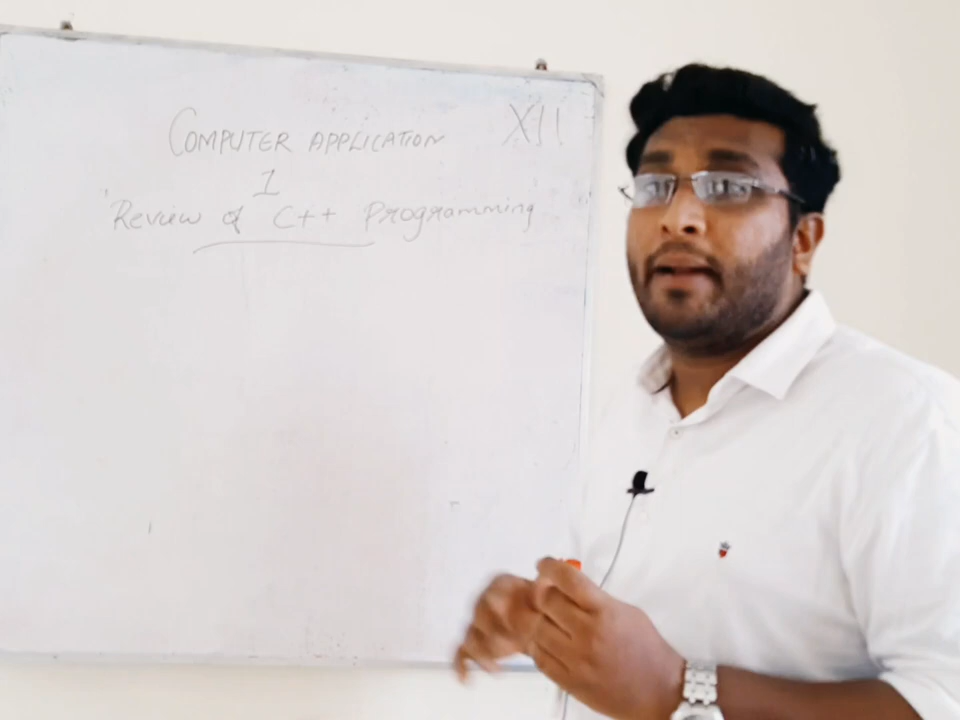 COMPUTER APPLICATION XII
1
Review of C++ Programming